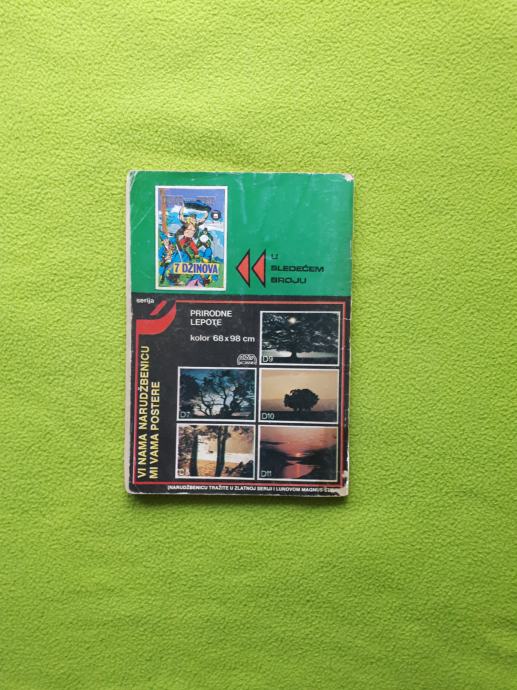 7 DŽINOVA
U
SLEDEĆEM
BROJU
serija
PRIRODNE
LEPOTE
kolor 68 x 98 cm
D9
D7
D10
D11
VI NAMA NARUDŽBENICU
MI VAMA POSTERE
(NARUDŽBENICU TRAŽITE U ZLATNOJ SERIJI I LUNOVOM MAGNUS